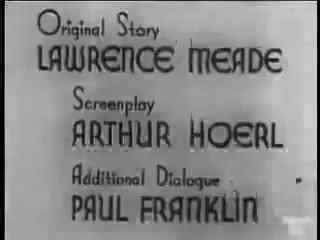 Original Story
LAWRENCE MEADE
Screenplay
ARTHUR HOERL
Additional Dialogue
PAUL FRANKLIN